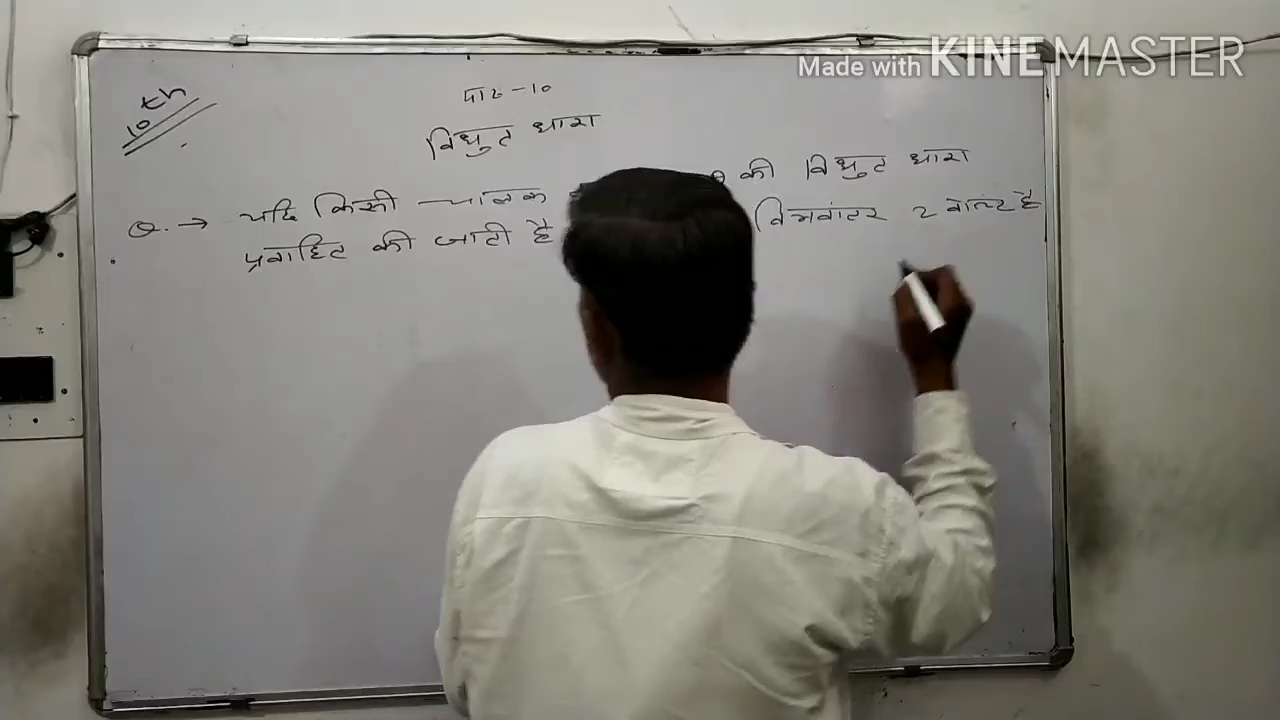 Made with KINEMASTER
10th
पाठ-10
विधुत धारा
Q. → यदि किसी चालक की विधुत धारा
प्रवाहित की जाती है विभवांतर 2 वोल्ट है